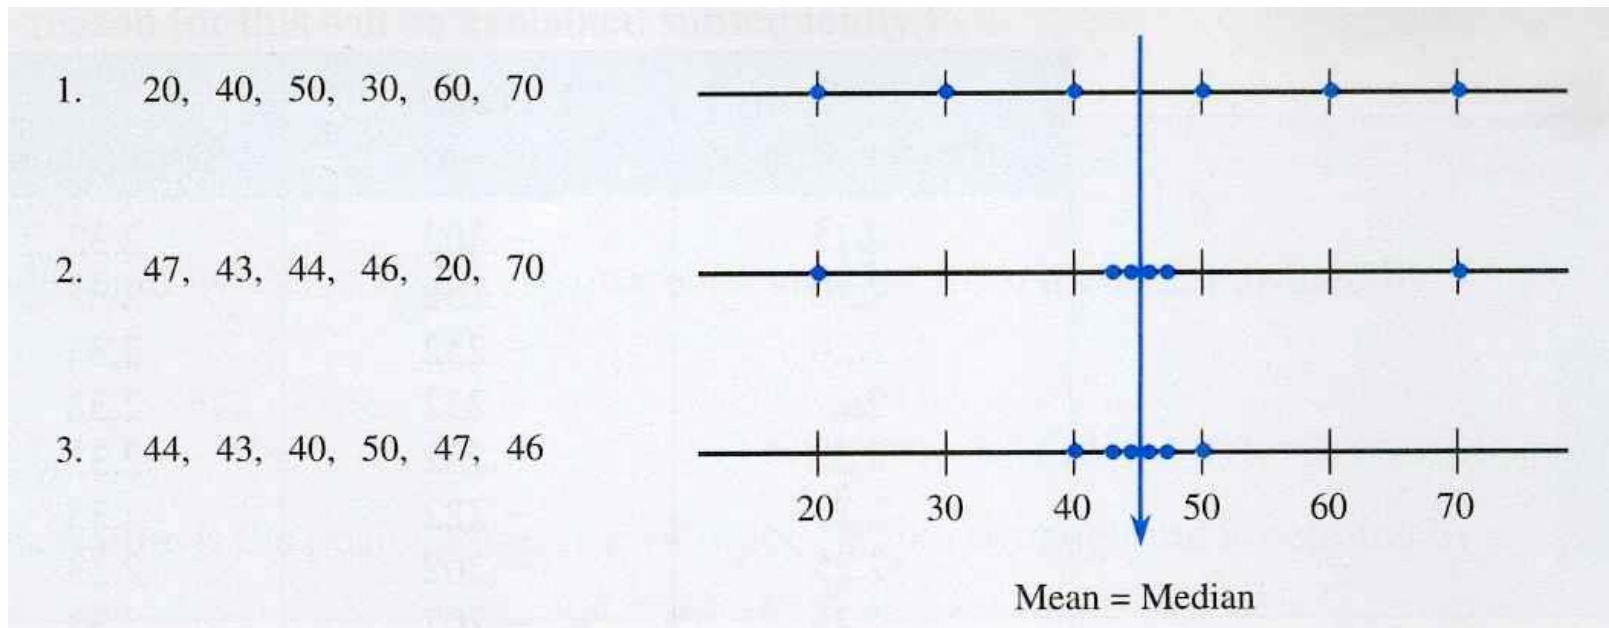 1. 20, 40, 50, 30, 60, 70
2. 47, 43, 44, 46, 20, 70
3. 44, 43, 40, 50, 47, 46
20 30 40 50 60 70
Mean = Median